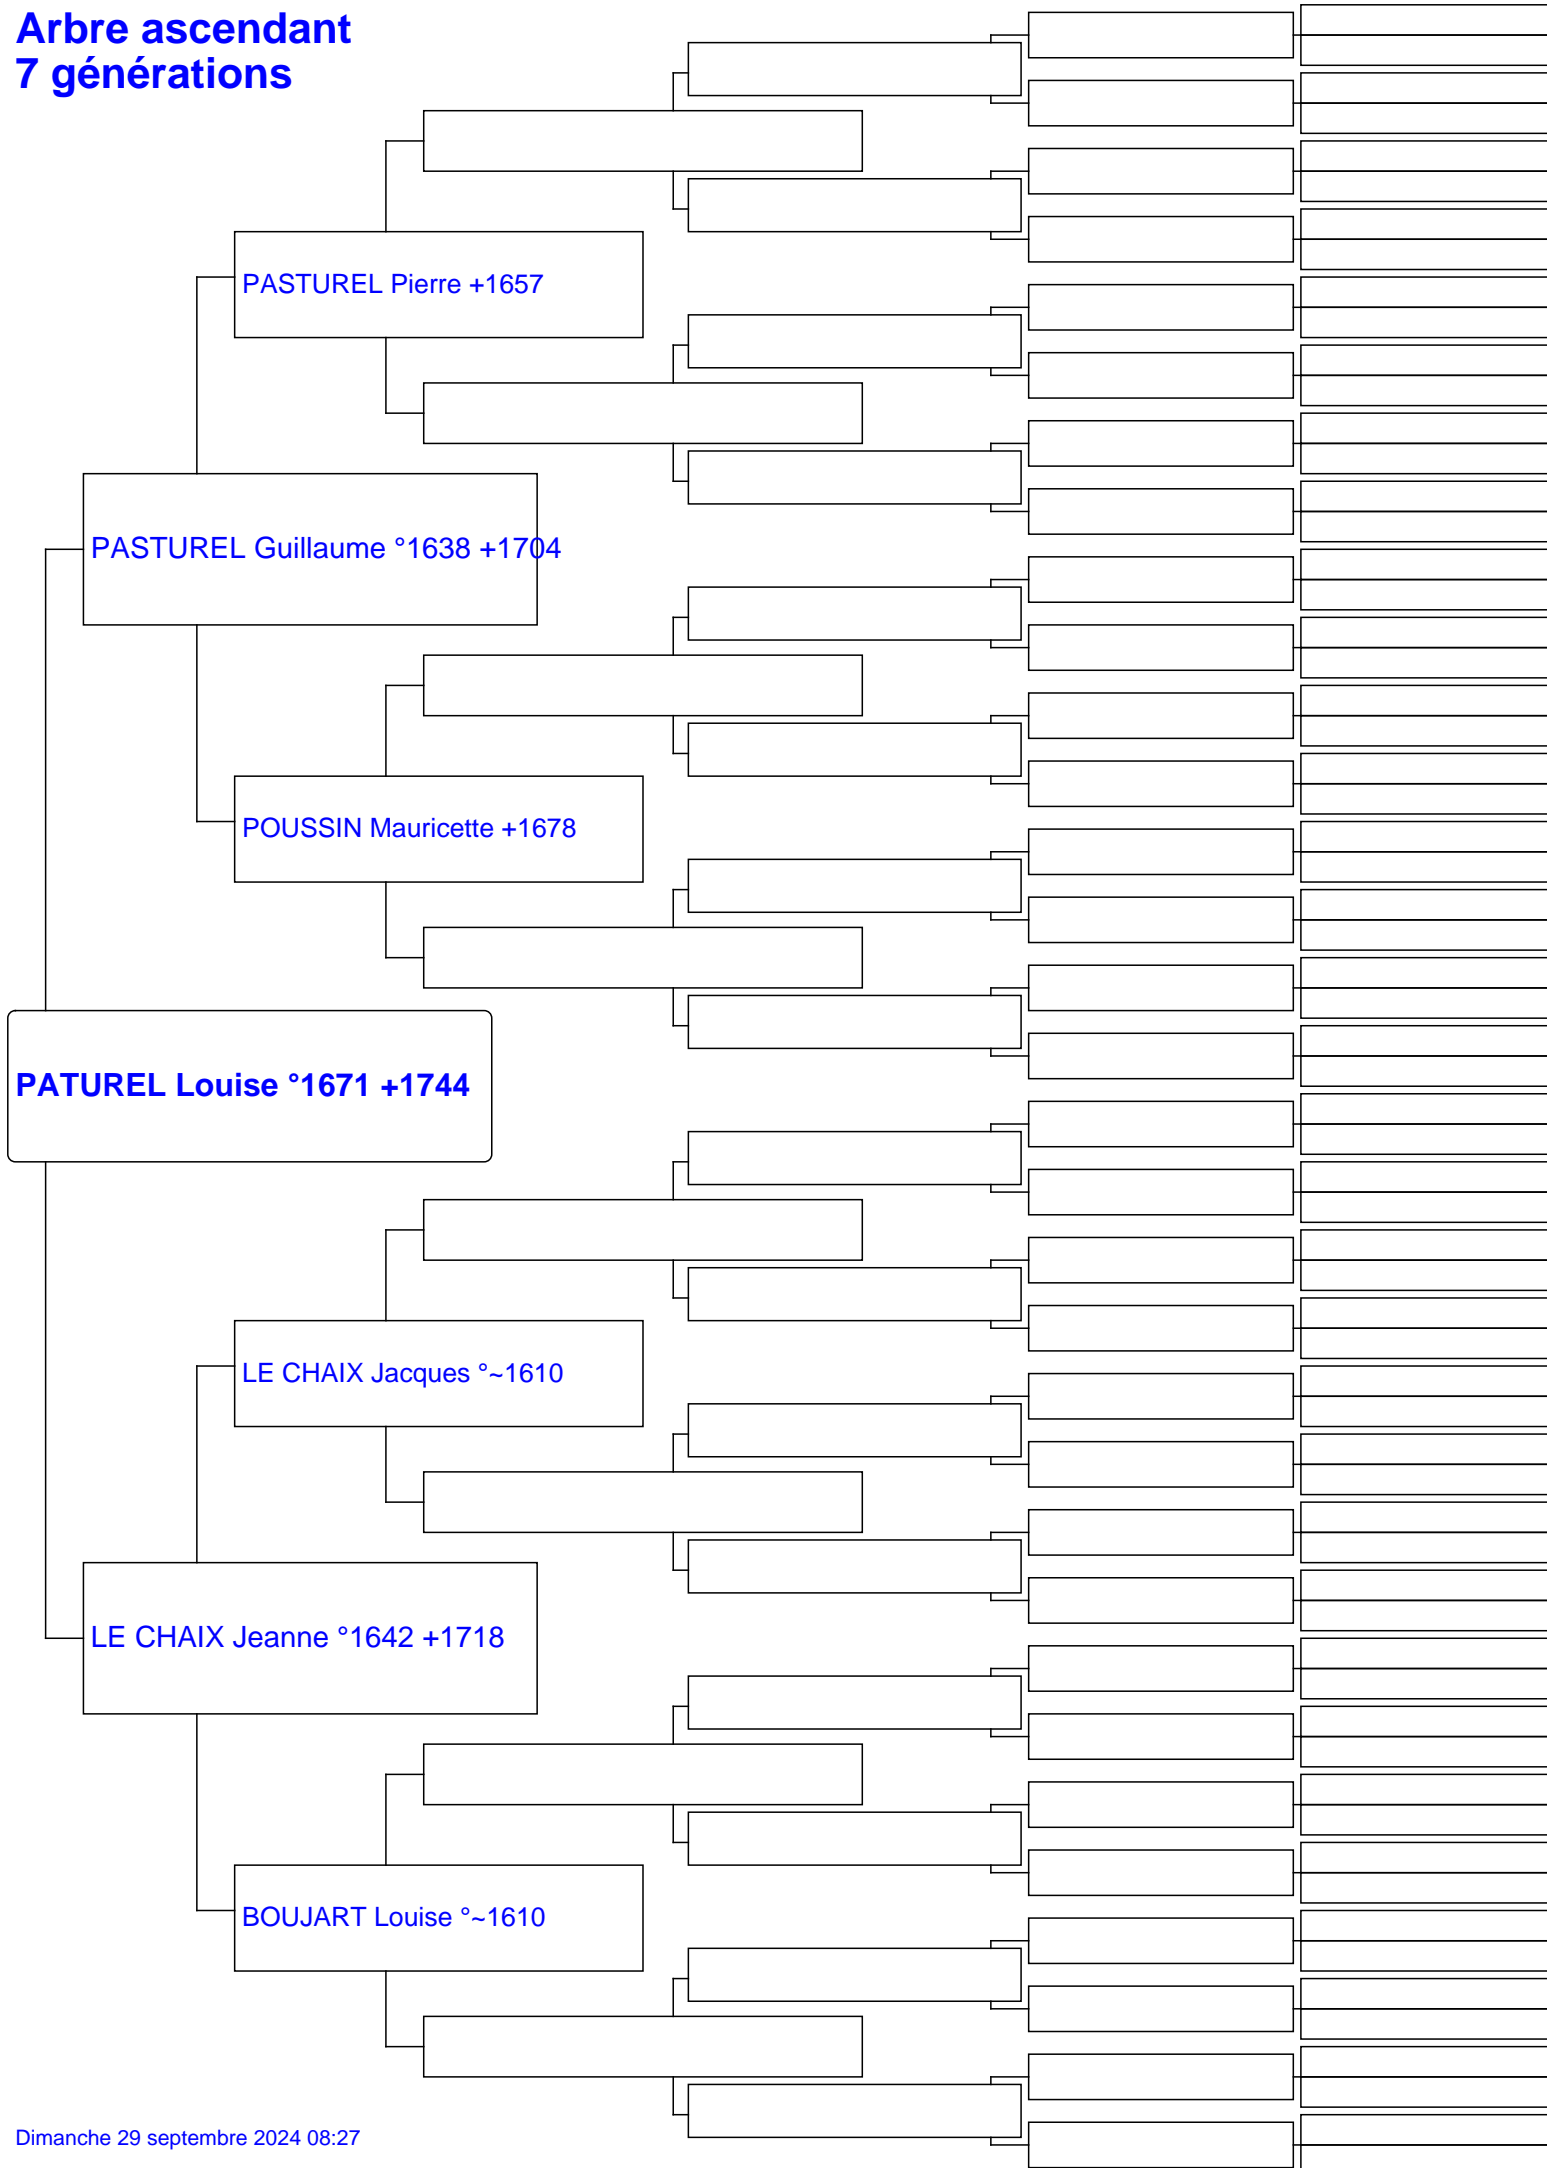 Arbre ascendant
7 générations
PASTUREL Pierre +1657
PASTUREL Guillaume °1638 +1704
POUSSIN Mauricette +1678
PATUREL Louise °1671 +1744
LE CHAIX Jacques °~1610
LE CHAIX Jeanne °1642 +1718
BOUJART Louise °~1610
Dimanche 29 septembre 2024 08:27